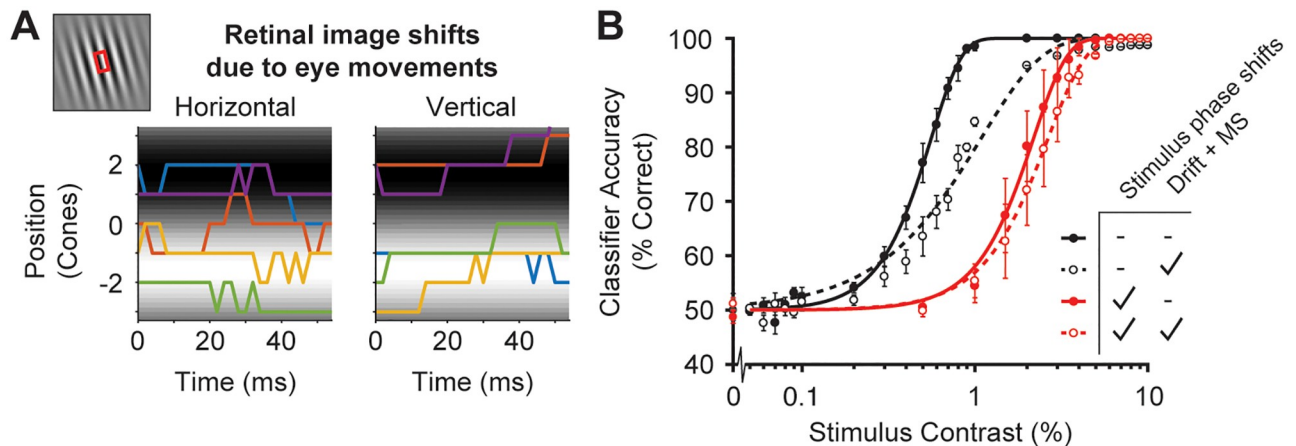 A
Retinal image shifts
due to eye movements
Horizontal
Vertical
Position
(Cones)
2
0
-2
0
20
40
0
20
40
Time (ms)
Time (ms)
B
Classifier Accuracy
(% Correct)
100
90
80
70
60
50
40
0
0.1
1
10
Stimulus Contrast (%)
Stimulus phase shifts
Drift + MS
- -
- ✓
✓ -
✓ ✓